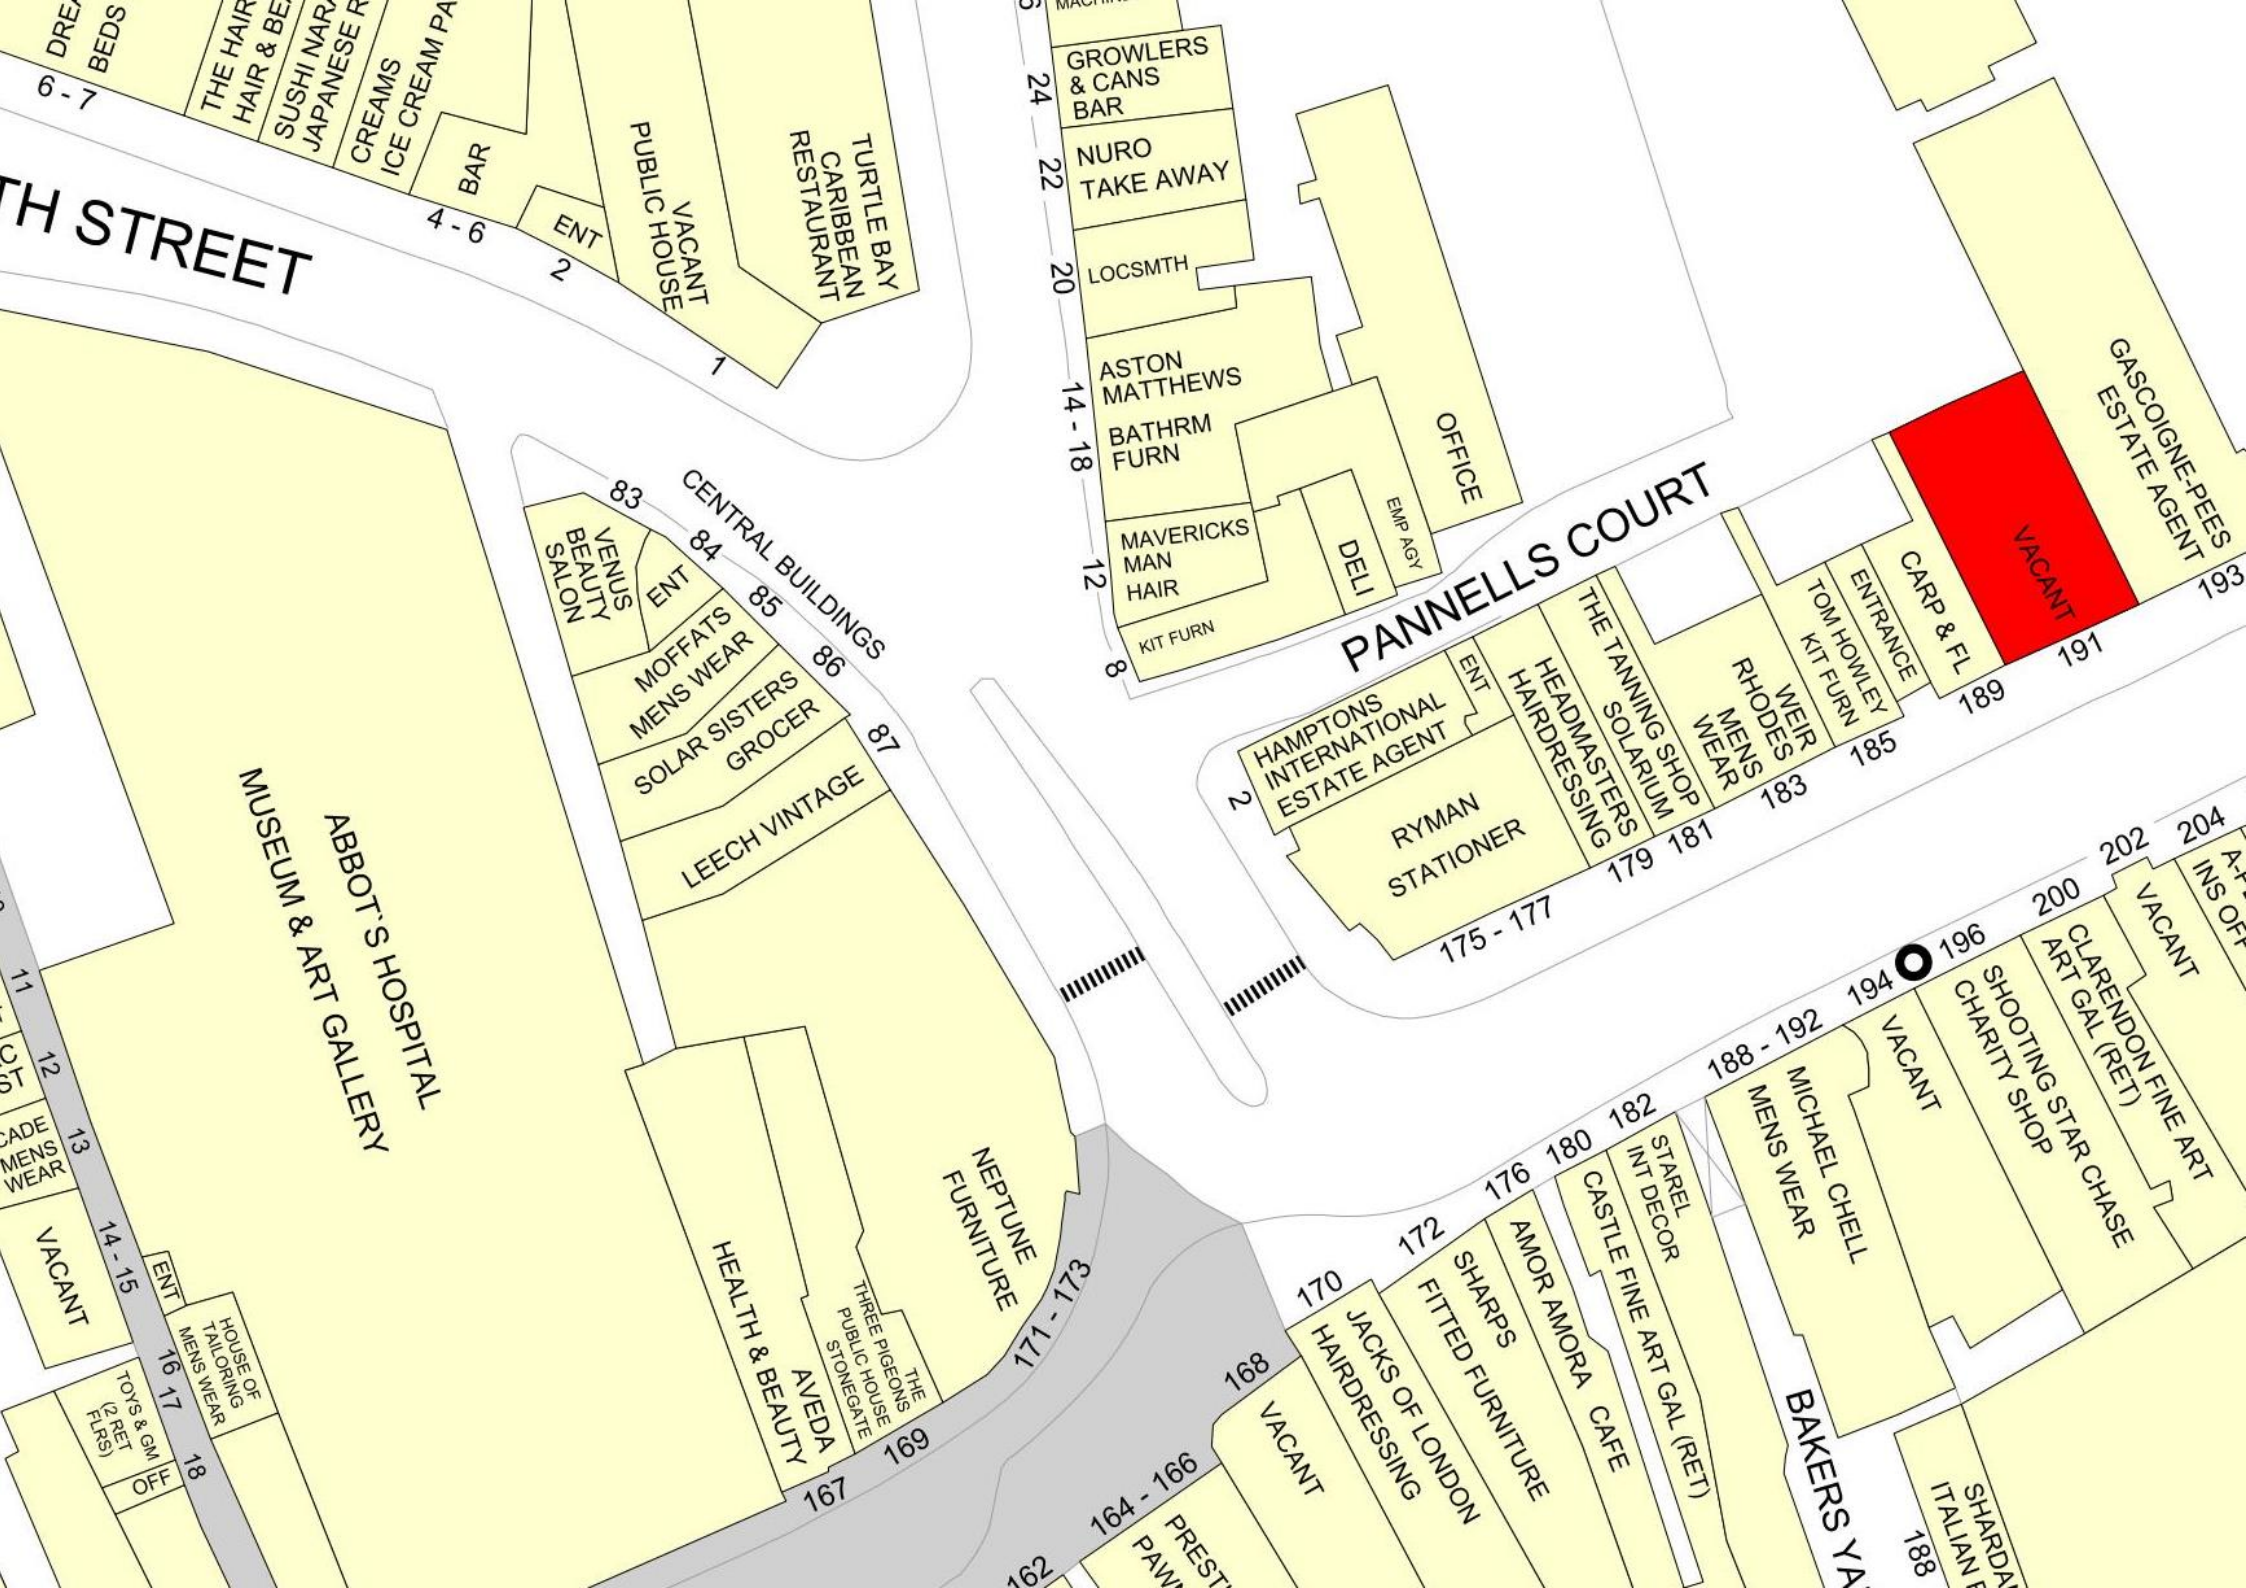 DREA
BEDS
6 - 7
THE HAIR
HAIR & BEA
SUSHI NARA
JAPANESE R
CREAMS
ICE CREAM PA
BAR
4 - 6
ENT
2
VACANT
PUBLIC HOUSE
1
TURTLE BAY
CARIBBEAN
RESTAURANT
TH STREET
GROWLERS
& CANS
BAR
24
NURO
TAKE AWAY
22
LOCSMTH
20
ASTON
MATTHEWS
BATHRM
FURN
14 - 18
MAVERICKS
MAN
HAIR
12
KIT FURN
8
DELI
EMP AGY
OFFICE
PANNELLS COURT
GASCOIGNE-PEES
ESTATE AGENT
193
VACANT
191
CARP & FL
189
ENTRANCE
TOM HOWLEY
KIT FURN
185
WEIR
RHODES
MENS
WEAR
183
THE TANNING SHOP
SOLARIUM
181
HEADMASTERS
HAIRDRESSING
179
ENT
HAMPTONS
INTERNATIONAL
ESTATE AGENT
2
RYMAN
STATIONER
175 - 177
CENTRAL BUILDINGS
83
VENUS
BEAUTY
SALON
84
ENT
85
MOFFATS
MENS WEAR
86
SOLAR SISTERS
GROCER
87
LEECH VINTAGE
ABBOT`S HOSPITAL
MUSEUM & ART GALLERY
NEPTUNE
FURNITURE
171 - 173
THE
THREE PIGEONS
PUBLIC HOUSE
STONEGATE
169
AVEDA
HEALTH & BEAUTY
167
11
12
13
CADE
MENS
WEAR
14 - 15
VACANT
ENT
16
17
HOUSE OF
TAILORING
MENS WEAR
TOYS & GM
(2 RET
FLRS)
OFF
18
204
202
VACANT
INS OFF
200
CLARENDON FINE ART
ART GAL (RET)
196
SHOOTING STAR CHASE
CHARITY SHOP
194
VACANT
188 - 192
MICHAEL CHELL
MENS WEAR
182
STAREL
INT DECOR
180
CASTLE FINE ART GAL (RET)
176
AMOR AMORA CAFE
172
SHARPS
FITTED FURNITURE
170
JACKS OF LONDON
HAIRDRESSING
168
VACANT
164 - 166
PREST
PAWN
162
BAKERS YA
188
SHARDA
ITALIAN